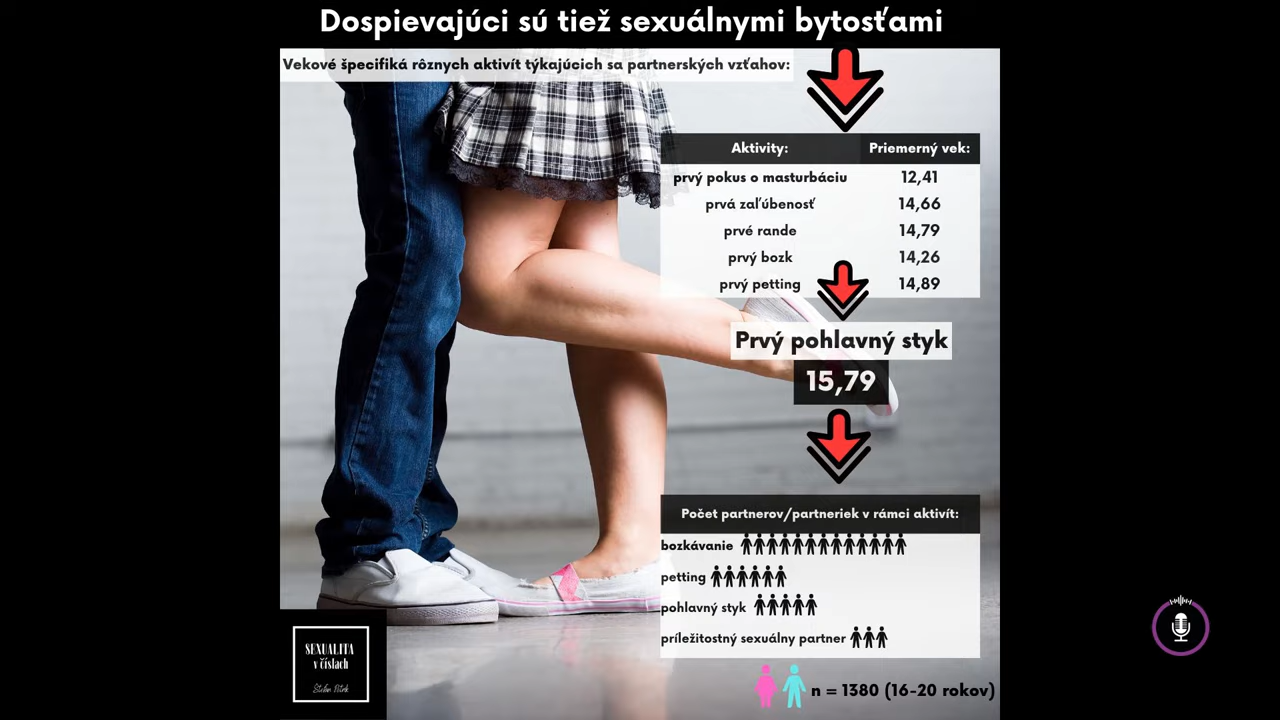 Dospievajúci sú tiež sexuálnymi bytosťami
Vekové špecifiká rôznych aktivít týkajúcich sa partnerských vzťahov:
Aktivity: Priemerný vek:
prvý pokus o masturbáciu 12,41
prvá zaľúbenosť 14,66
prvé rande 14,79
prvý bozk 14,26
prvý petting 14,89
Prvý pohlavný styk
15,79
Počet partnerov/partneriek v rámci aktivít:
bozkávanie
petting
pohlavný styk
príležitostný sexuálny partner
n = 1380 (16-20 rokov)
SEXUALITA
v číslach